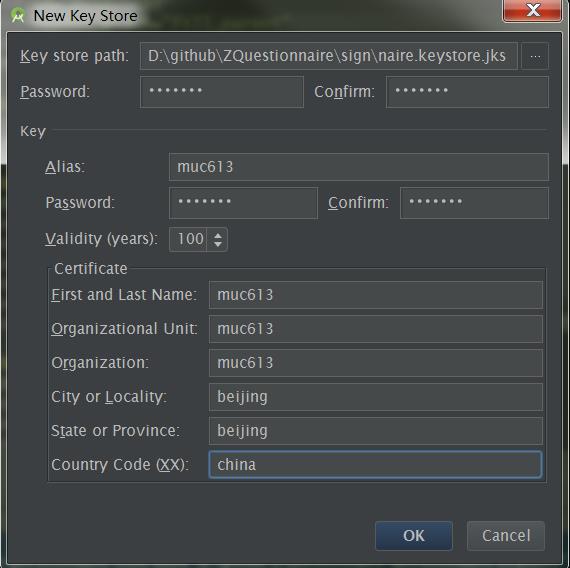 New Key Store
Key store path: D:\github\ZQuestionnaire\sign\naire.keystore.jks ...
Password: ••••••• Confirm: •••••••
Key
Alias: muc613
Password: ••••••• Confirm: •••••••
Validity (years): 100
Certificate
First and Last Name: muc613
Organizational Unit: muc613
Organization: muc613
City or Locality: beijing
State or Province: beijing
Country Code (XX): china
OK Cancel